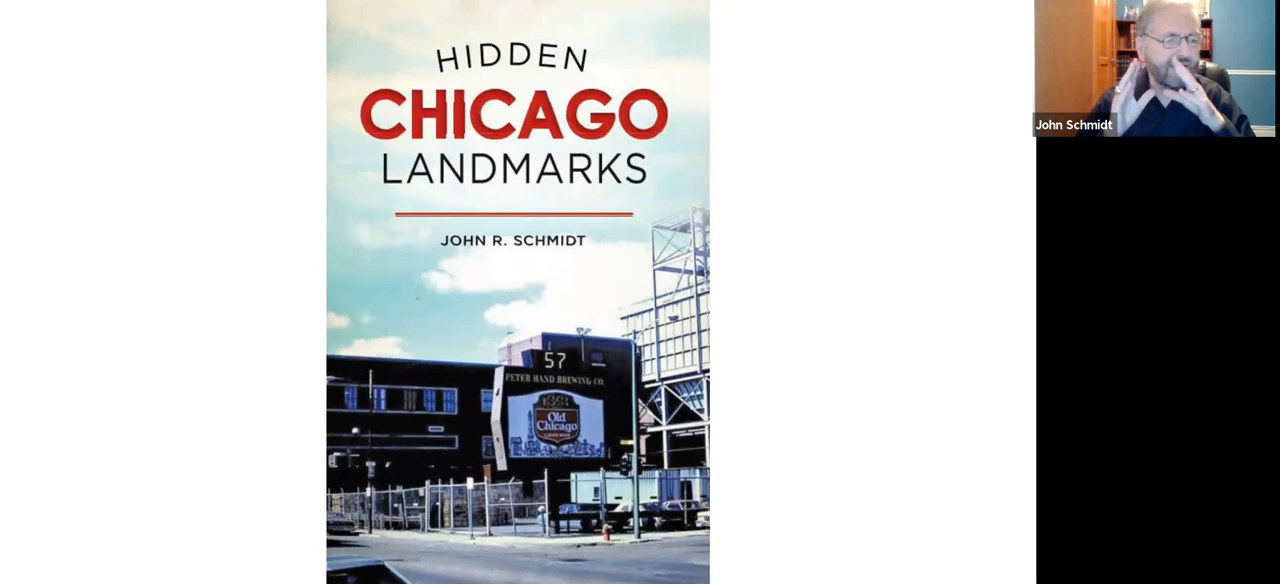 HIDDEN
CHICAGO
LANDMARKS
JOHN R. SCHMIDT
57
PETER HAND BREWING CO.
Old
Chicago
John Schmidt